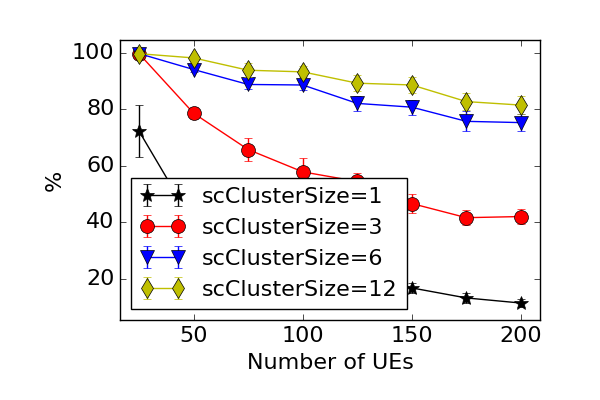 100
80
60
40
20
%
scClusterSize=1
scClusterSize=3
scClusterSize=6
scClusterSize=12
50 100 150 200
Number of UEs